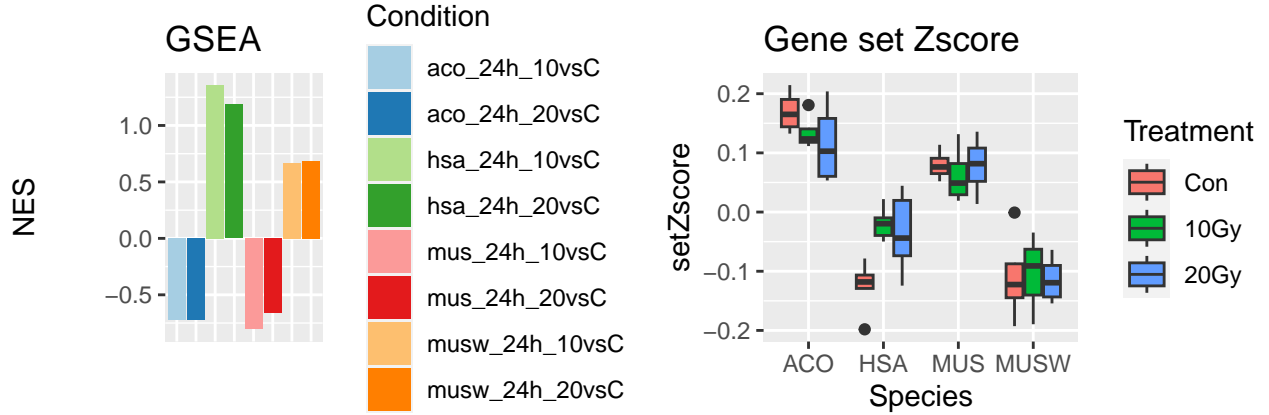 GSEA
NES
1.0
0.5
0.0
−0.5
Condition
aco_24h_10vsC
aco_24h_20vsC
hsa_24h_10vsC
hsa_24h_20vsC
mus_24h_10vsC
mus_24h_20vsC
musw_24h_10vsC
musw_24h_20vsC
Gene set Zscore
setZscore
0.2
0.1
0.0
−0.1
−0.2
ACO HSA MUS MUSW
Species
Treatment
Con
10Gy
20Gy